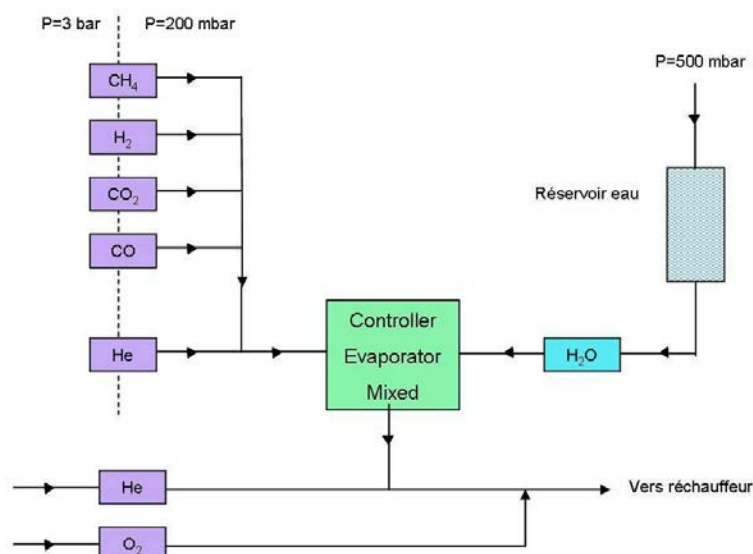 P=3 bar
P=200 mbar
CH4
H2
CO2
CO
He
P=500 mbar
Réservoir eau
Controller
Evaporator
Mixed
H2O
He
Vers réchauffeur
O2